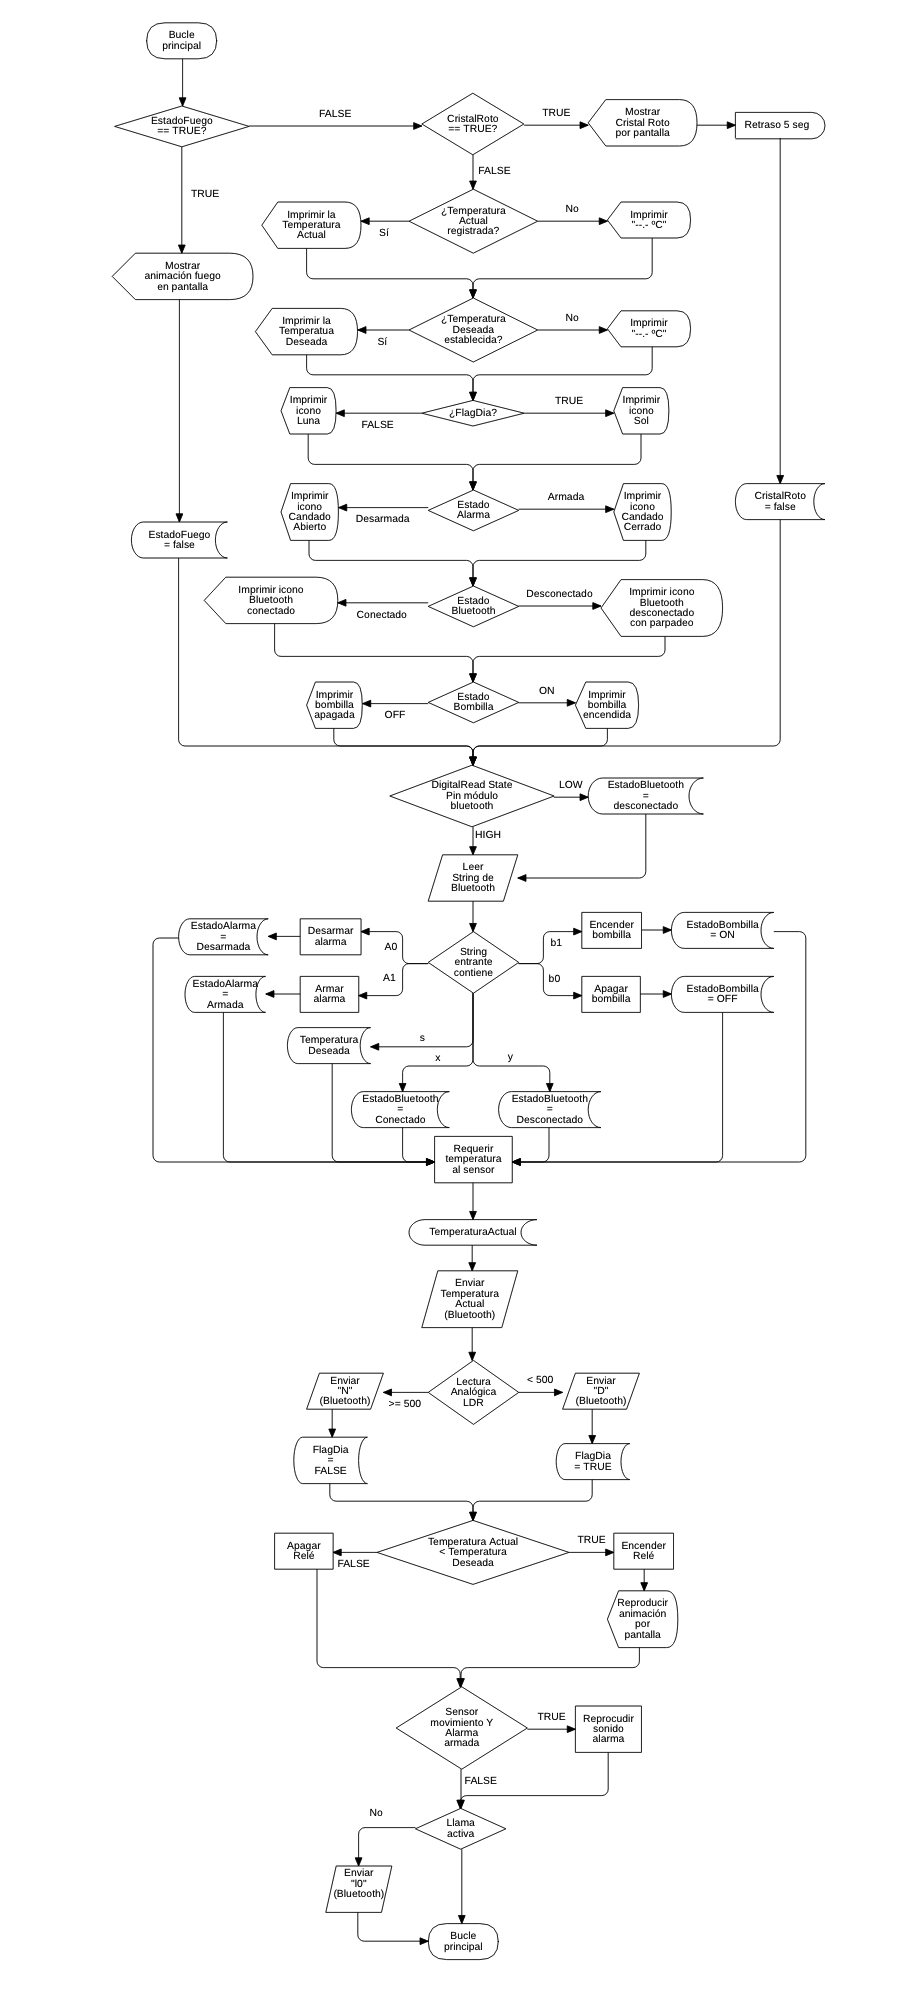 Bucle
principal
EstadoFuego
== TRUE?
FALSE
CristalRoto
== TRUE?
TRUE
Mostrar
Cristal Roto
por pantalla
Retraso 5 seg
TRUE
FALSE
Imprimir la
Temperatura
Actual
Sí
¿Temperatura
Actual
registrada?
No
Imprimir
"--.- ºC"
Mostrar
animación fuego
en pantalla
Imprimir la
Temperatua
Deseada
Sí
¿Temperatura
Deseada
establecida?
No
Imprimir
"--.- ºC"
Imprimir
icono
Luna
FALSE
¿FlagDia?
TRUE
Imprimir
icono
Sol
Imprimir
icono
Candado
Abierto
Desarmada
Estado
Alarma
Armada
Imprimir
icono
Candado
Cerrado
CristalRoto
= false
EstadoFuego
= false
Imprimir icono
Bluetooth
conectado
Conectado
Estado
Bluetooth
Desconectado
Imprimir icono
Bluetooth
desconectado
con parpadeo
Imprimir
bombilla
apagada
OFF
Estado
Bombilla
ON
Imprimir
bombilla
encendida
DigitalRead State
Pin módulo
bluetooth
LOW
EstadoBluetooth
=
desconectado
HIGH
Leer
String de
Bluetooth
EstadoAlarma
=
Desarmada
Desarmar
alarma
A0
String
entrante
contiene
b1
Encender
bombilla
EstadoBombilla
= ON
EstadoAlarma
=
Armada
Armar
alarma
A1
b0
Apagar
bombilla
EstadoBombilla
= OFF
Temperatura
Deseada
s
x
y
EstadoBluetooth
=
Conectado
EstadoBluetooth
=
Desconectado
Requerir
temperatura
al sensor
TemperaturaActual
Enviar
Temperatura
Actual
(Bluetooth)
Enviar
"N"
(Bluetooth)
>= 500
Lectura
Analógica
LDR
< 500
Enviar
"D"
(Bluetooth)
FlagDia
=
FALSE
FlagDia
= TRUE
Apagar
Relé
FALSE
Temperatura Actual
< Temperatura
Deseada
TRUE
Encender
Relé
Reproducir
animación
por
pantalla
Sensor
movimiento Y
Alarma
armada
TRUE
Reprocudir
sonido
alarma
FALSE
No
Llama
activa
Enviar
"I0"
(Bluetooth)
Bucle
principal